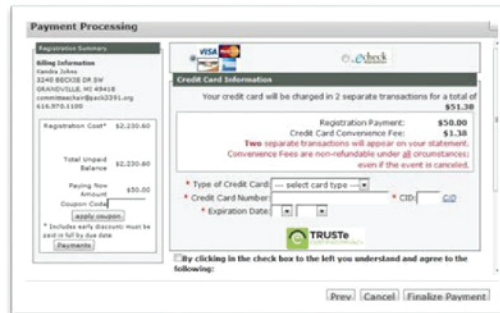 Payment Processing
Registration Summary
Billing Information
Kendra Johns
3240 BECKIE DR SW
GRANDVILLE, MI 49418
committeechair@pack3291.org
616.970.1100
Registration Cost* $2,230.60
Total Unpaid
Balance $2,230.60
Paying Now
Amount $50.00
Coupon Code
apply coupon
* Includes early discount; must be
paid in full by due date
Payments
VISA
echeck
Credit Card Information
Your credit card will be charged in 2 separate transactions for a total of
$51.38
Registration Payment: $50.00
Credit Card Convenience Fee: $1.38
Two separate transactions will appear on your statement.
Convenience Fees are non-refundable under all circumstances;
even if the event is canceled.
* Type of Credit Card: --- select card type ---
* Credit Card Number: * CID: CID
* Expiration Date:
TRUSTe
By clicking in the check box to the left you understand and agree to the
following:
Prev Cancel Finalize Payment